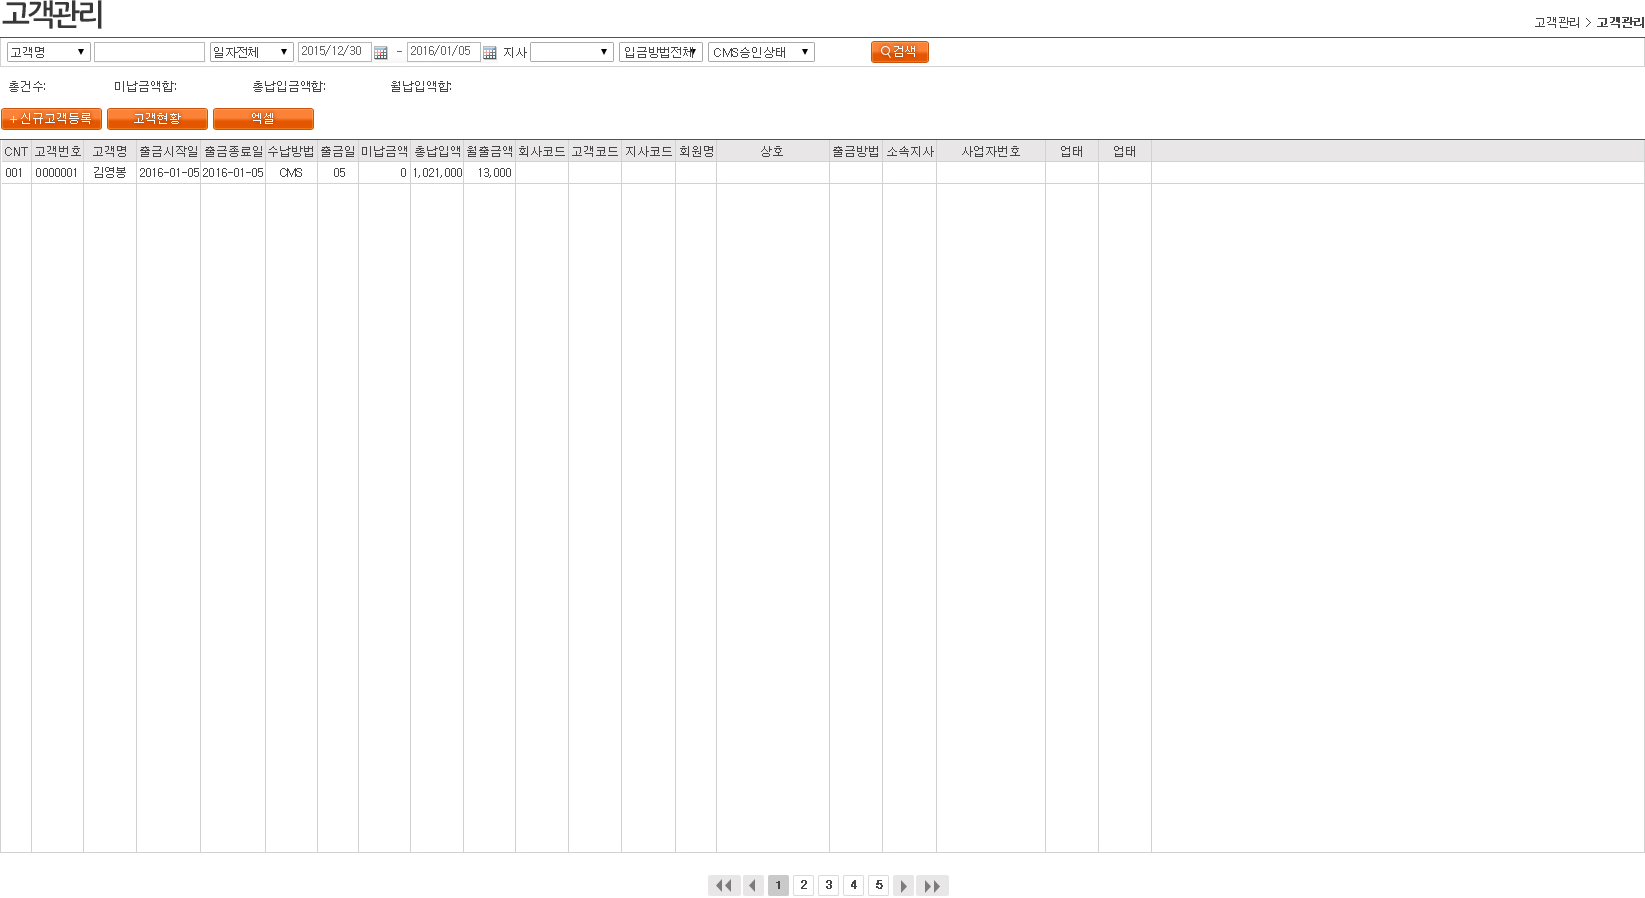 고객관리
고객관리 > 고객관리
고객명 일자전체 2015/12/30 - 2016/01/05 지사 입금방법전체 CMS승인상태 검색
총건수: 미납금액합: 총납입금액합: 월납입액합:
+ 신규고객등록 고객현황 엑셀
CNT 고객번호 고객명 출금시작일 출금종료일 수납방법 출금일 미납금액 총납입액 월출금액 회사코드 고객코드 지사코드 회원명 상호 출금방법 소속지사 사업자번호 업태 업태
001 0000001 김영봉 2016-01-05 2016-01-05 CMS 05 0 1,021,000 13,000
1 2 3 4 5